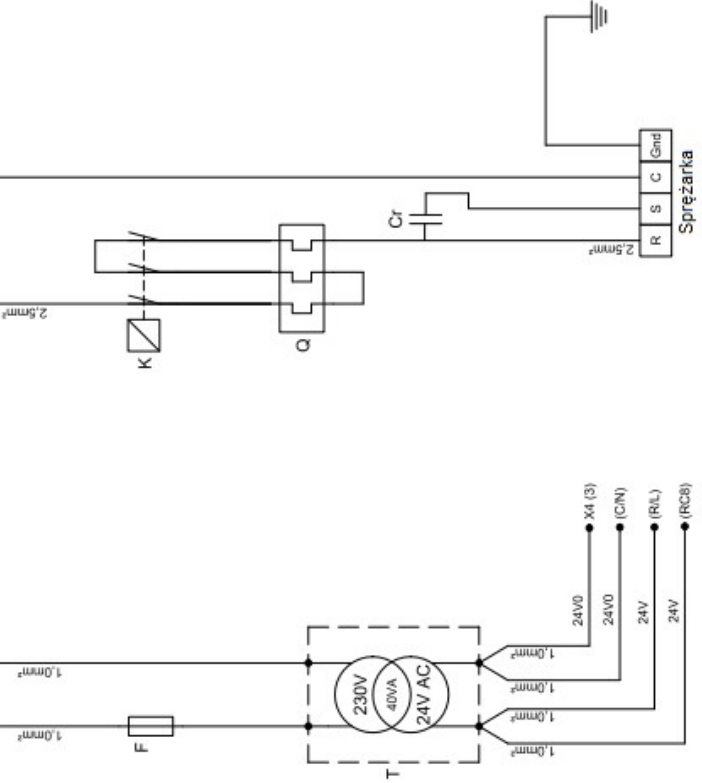 Gnd
C
S
R
Sprężarka
Cr
2,5mm²
2,5mm²
K
Q
X4 (3)
(C/N)
(R/L)
(RC8)
24V0
24V0
24V
24V
1,0mm²
1,0mm²
1,0mm²
1,0mm²
1,0mm²
1,0mm²
230V
40VA
24V AC
F
T